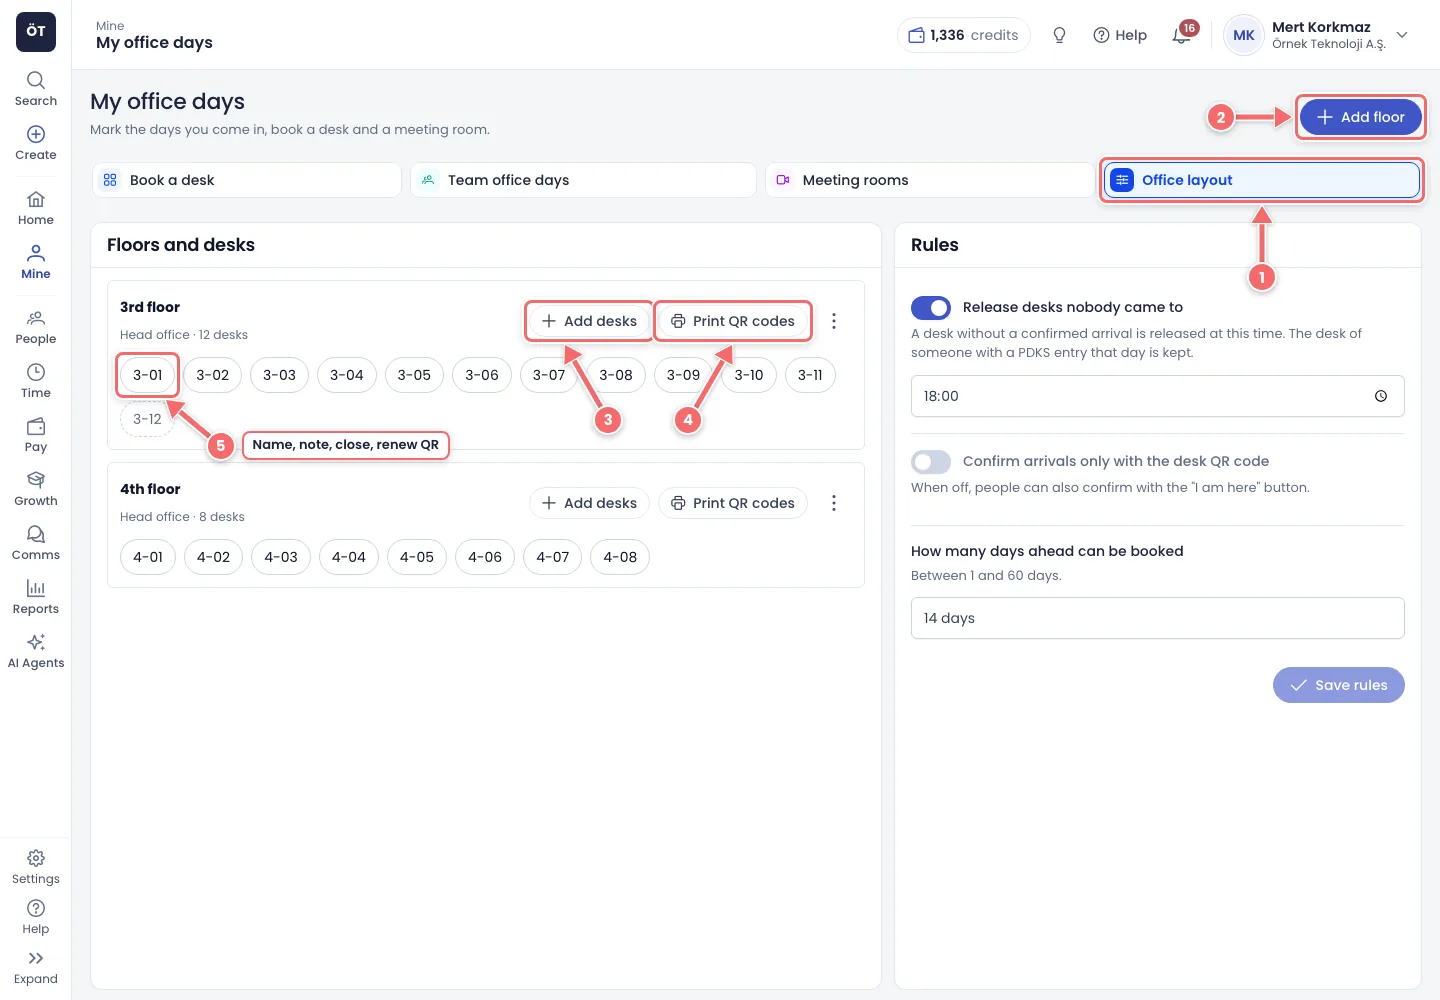 ÖT
Search
Create
Home
Mine
People
Time
Pay
Growth
Comms
Reports
AI Agents
Settings
Help
Expand
Mine
My office days
1,336 credits
Help
16
MK
Mert Korkmaz
Örnek Teknoloji A.Ş.
My office days
Mark the days you come in, book a desk and a meeting room.
2
Add floor
Book a desk
Team office days
Meeting rooms
Office layout
1
Floors and desks
3rd floor
Head office · 12 desks
Add desks
Print QR codes
3-01
3-02
3-03
3-04
3-05
3-06
3-07
3-08
3-09
3-10
3-11
3-12
3
4
5
Name, note, close, renew QR
4th floor
Head office · 8 desks
Add desks
Print QR codes
4-01
4-02
4-03
4-04
4-05
4-06
4-07
4-08
Rules
Release desks nobody came to
A desk without a confirmed arrival is released at this time. The desk of
someone with a PDKS entry that day is kept.
18:00
Confirm arrivals only with the desk QR code
When off, people can also confirm with the "I am here" button.
How many days ahead can be booked
Between 1 and 60 days.
14 days
Save rules